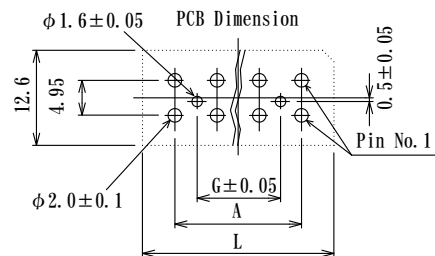 φ1.6±0.05
PCB Dimension
12.6
4.95
0.5±0.05
Pin No.1
φ2.0±0.1
G±0.05
A
L